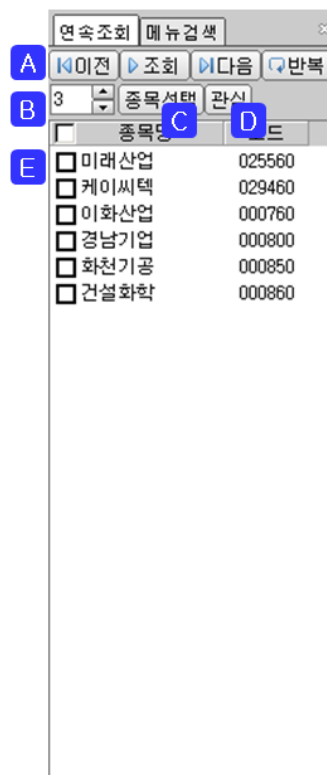 연속조회 메뉴검색
A 이전 조회 다음 반복
B 3 종목선택 관심
C D
종목명 코드
E 미래산업 025560
케이씨텍 029460
이화산업 000760
경남기업 000800
화천기공 000850
건설화학 000860